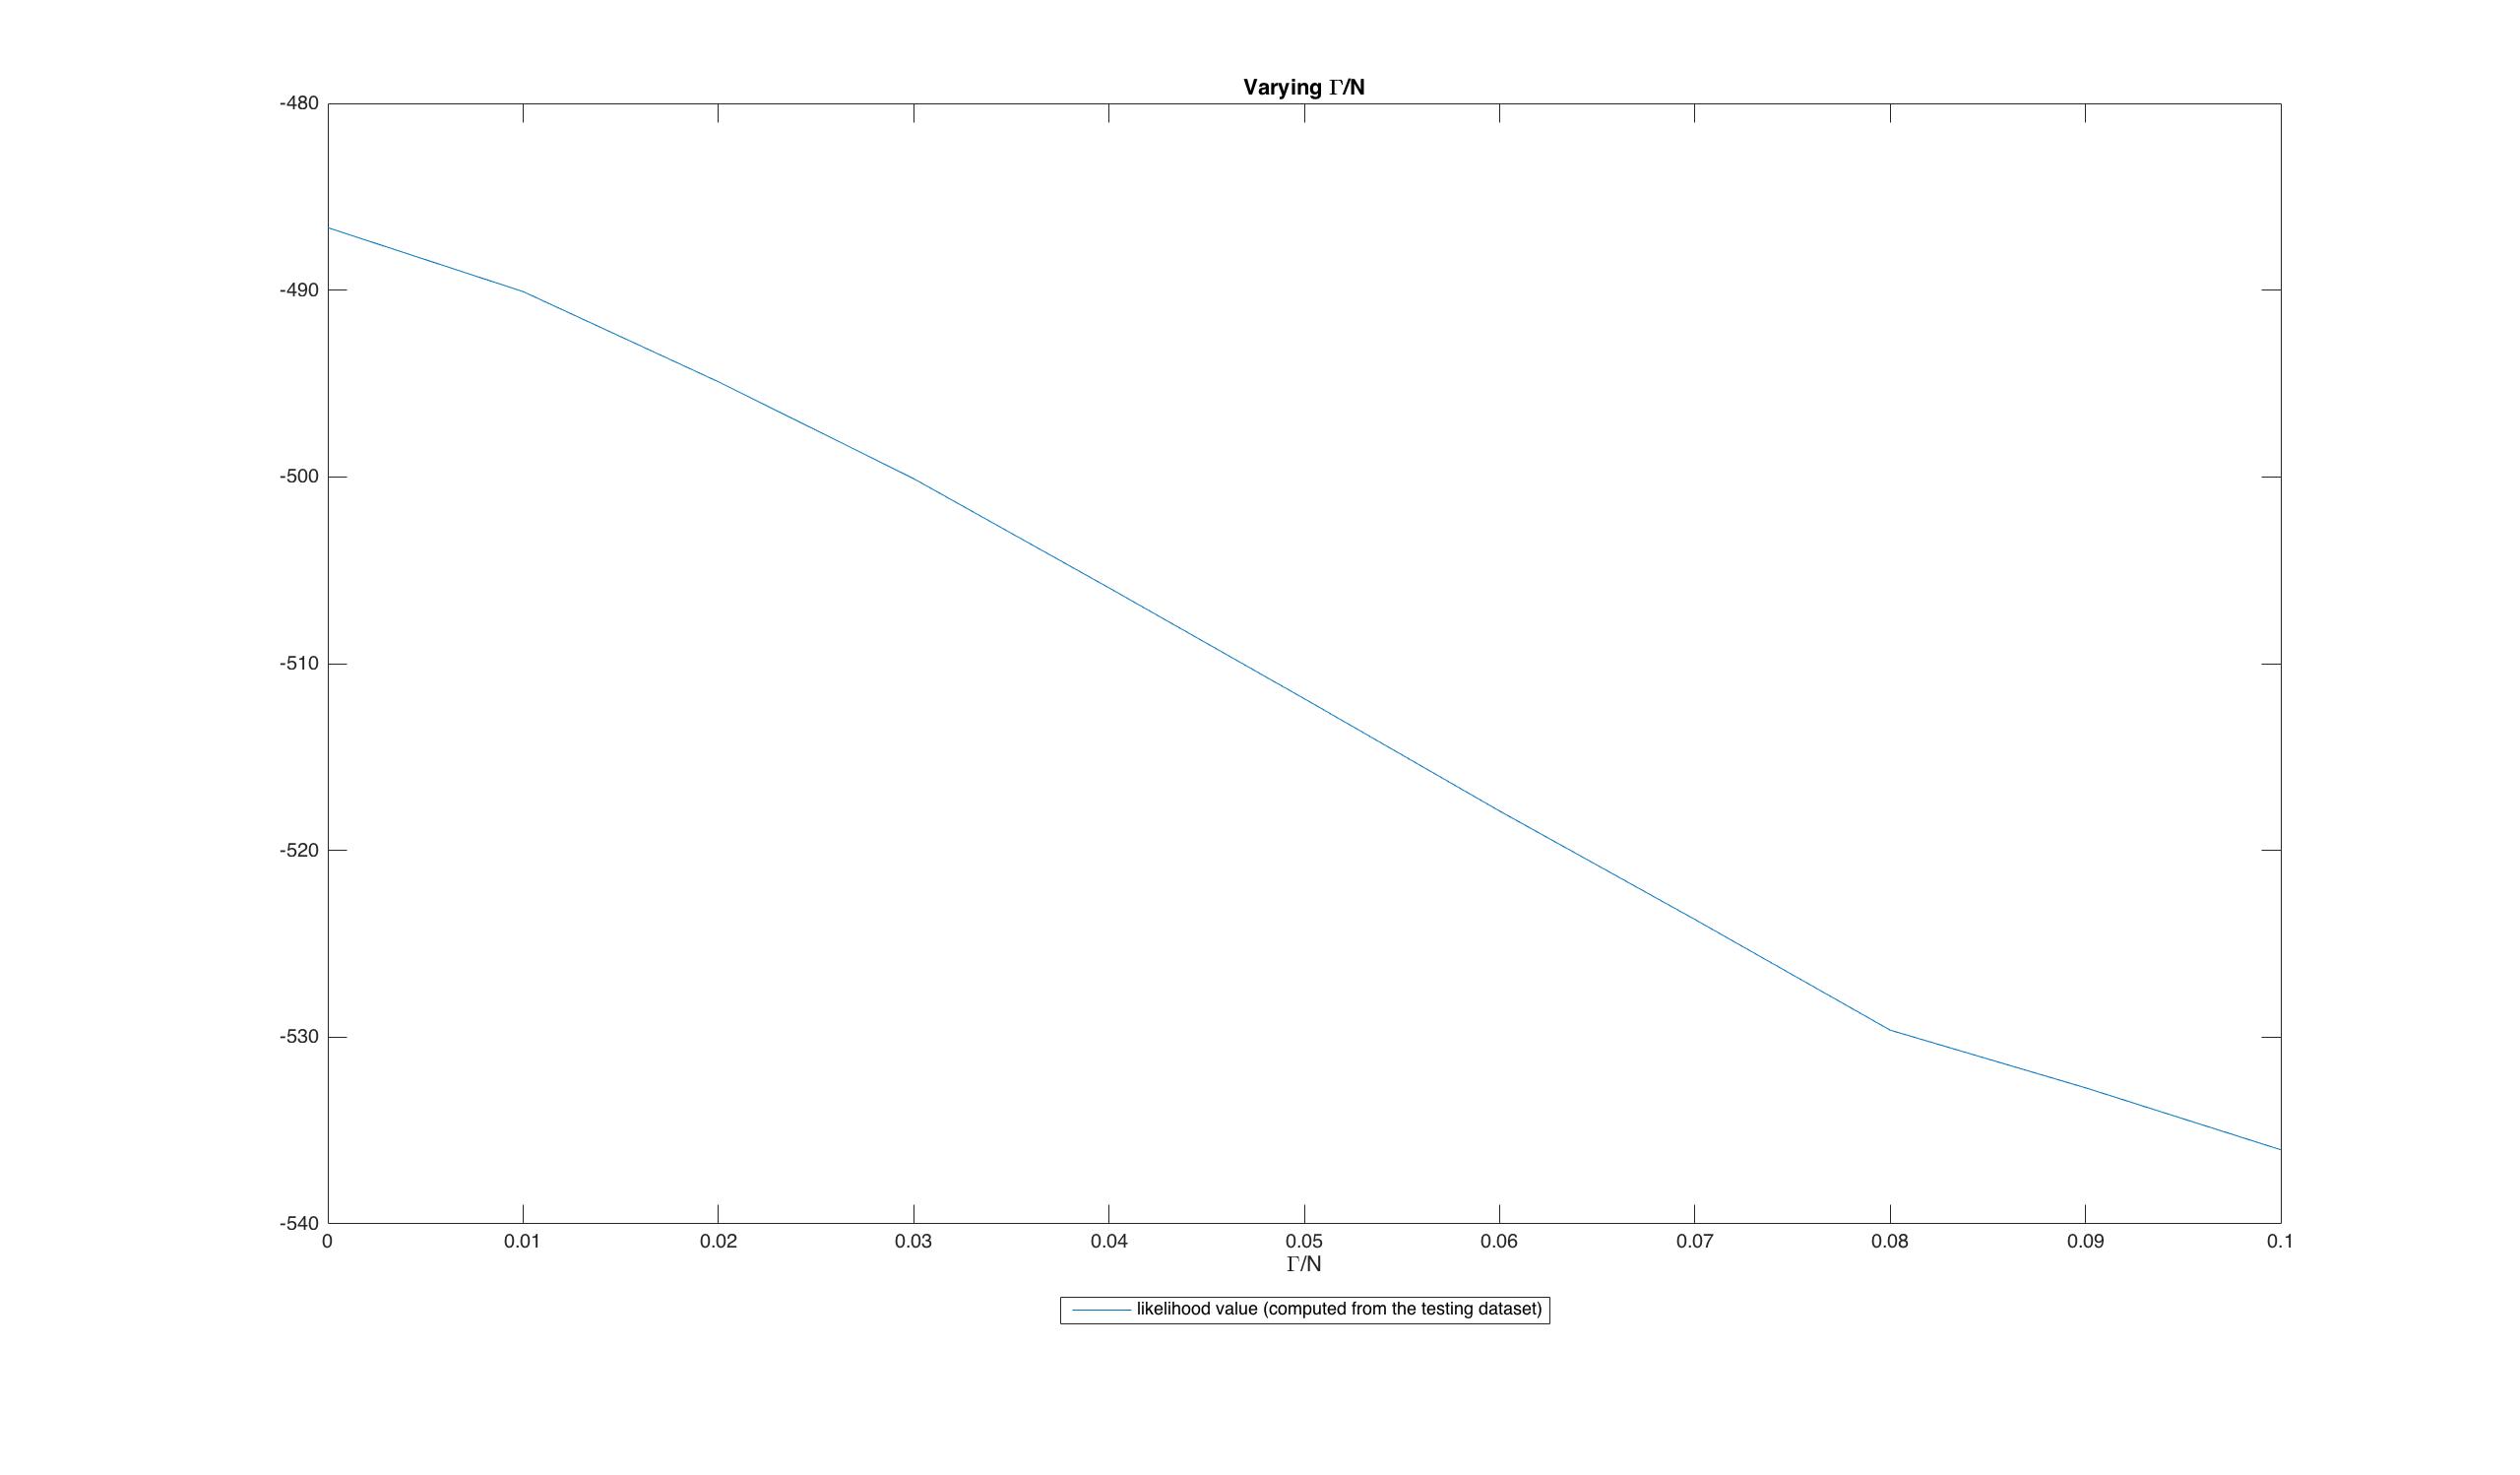 Varying Γ/N
-480
-490
-500
-510
-520
-530
-540
0 0.01 0.02 0.03 0.04 0.05 0.06 0.07 0.08 0.09 0.1
Γ/N
likelihood value (computed from the testing dataset)